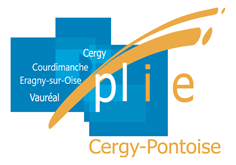 Cergy
Courdimanche
Eragny-sur-Oise
Vauréal
plie
Cergy-Pontoise